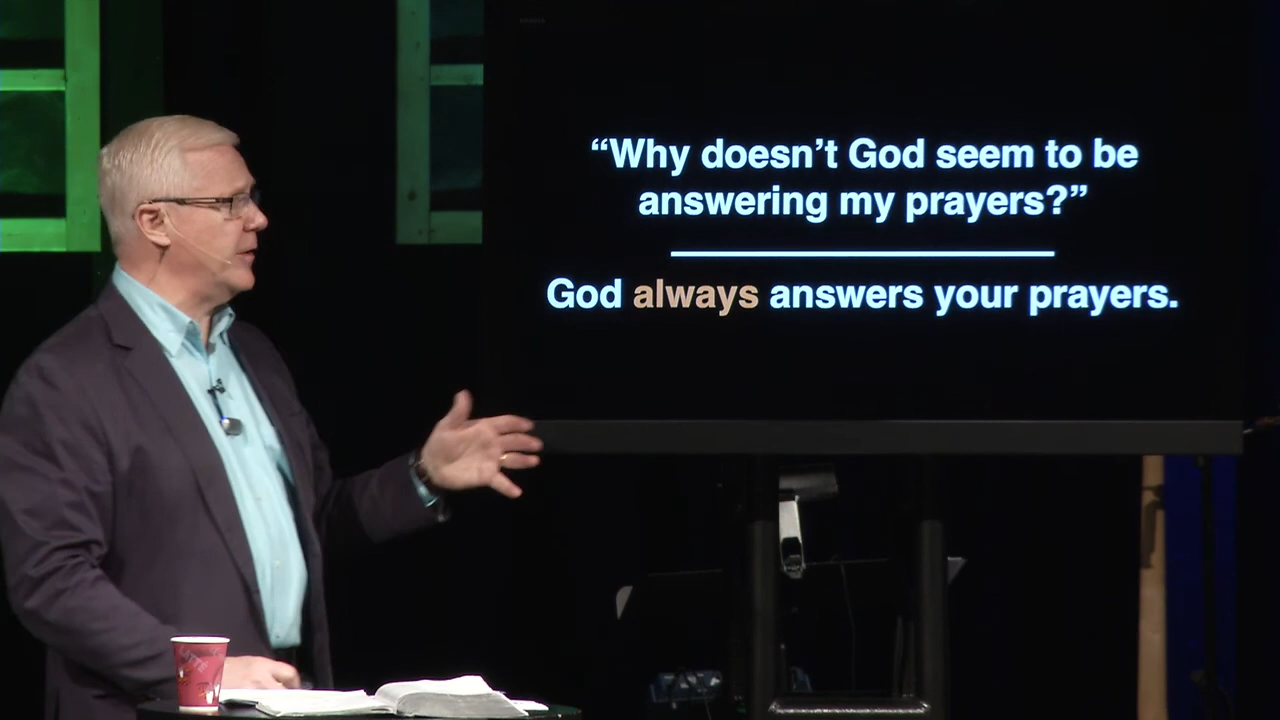 “Why doesn’t God seem to be
answering my prayers?”
God always answers your prayers.